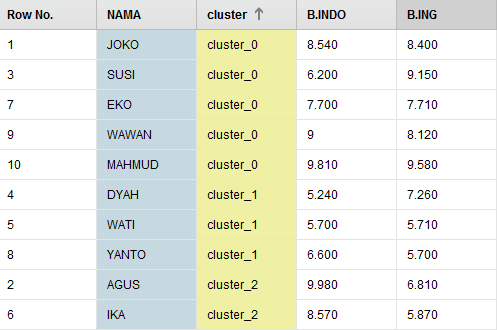 Row No. NAMA cluster ↑ B.INDO B.ING
1 JOKO cluster_0 8.540 8.400
3 SUSI cluster_0 6.200 9.150
7 EKO cluster_0 7.700 7.710
9 WAWAN cluster_0 9 8.120
10 MAHMUD cluster_0 9.810 9.580
4 DYAH cluster_1 5.240 7.260
5 WATI cluster_1 5.700 5.710
8 YANTO cluster_1 6.600 5.700
2 AGUS cluster_2 9.980 6.810
6 IKA cluster_2 8.570 5.870